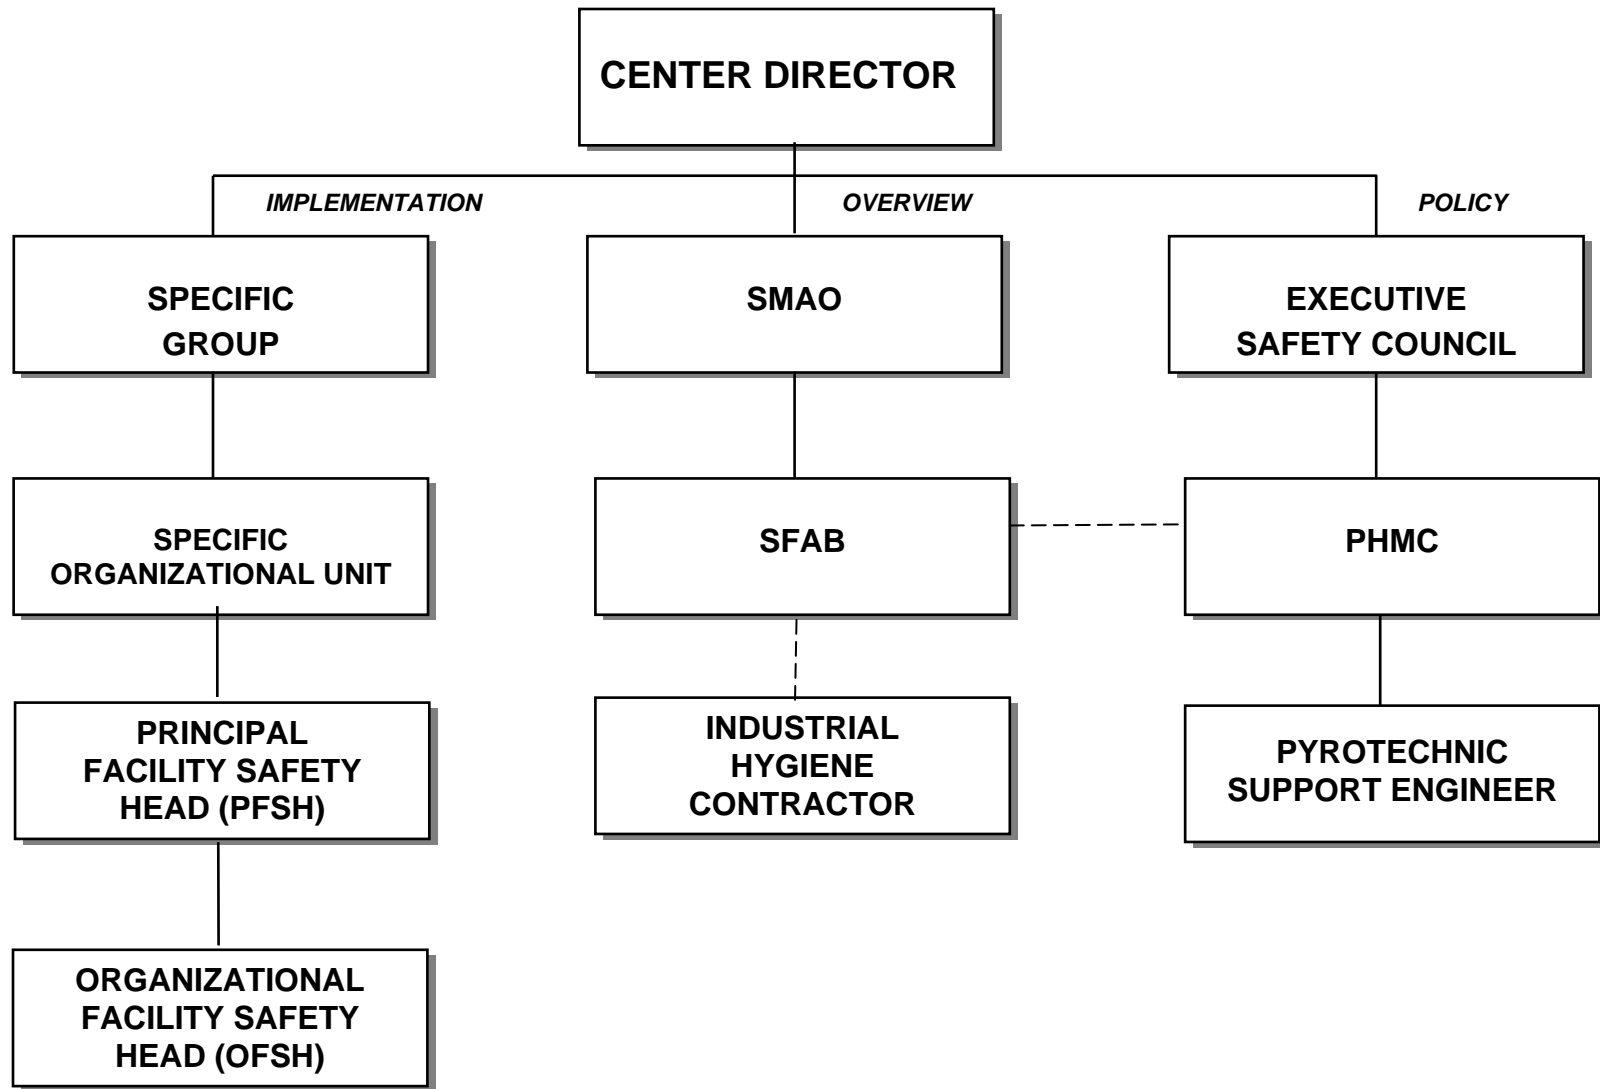 CENTER DIRECTOR
IMPLEMENTATION
OVERVIEW
POLICY
SPECIFIC
GROUP
SMAO
EXECUTIVE
SAFETY COUNCIL
SPECIFIC
ORGANIZATIONAL UNIT
SFAB
PHMC
PRINCIPAL
FACILITY SAFETY
HEAD (PFSH)
INDUSTRIAL
HYGIENE
CONTRACTOR
PYROTECHNIC
SUPPORT ENGINEER
ORGANIZATIONAL
FACILITY SAFETY
HEAD (OFSH)